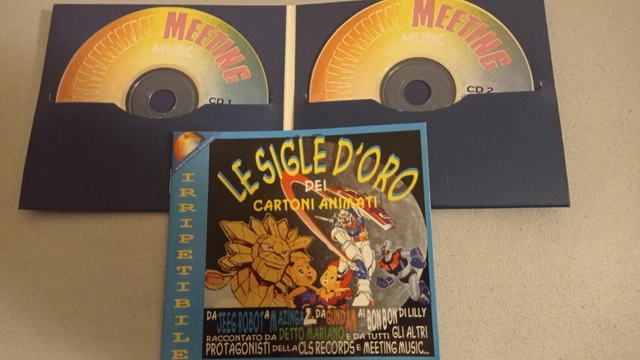 MEETING
MUSIC
CD 1
MEETING
MUSIC
CD 2
IRRIPETIBILE
LE SIGLE D'ORO
DEI
CARTONI ANIMATI
DA JEEG ROBOT A MAZINGA Z DA GUNDAM AI BON BON DI LILLY
RACCONTATO DA DETTO MARIANO E DA TUTTI GLI ALTRI
PROTAGONISTI DELLA CLS RECORDS E MEETING MUSIC...